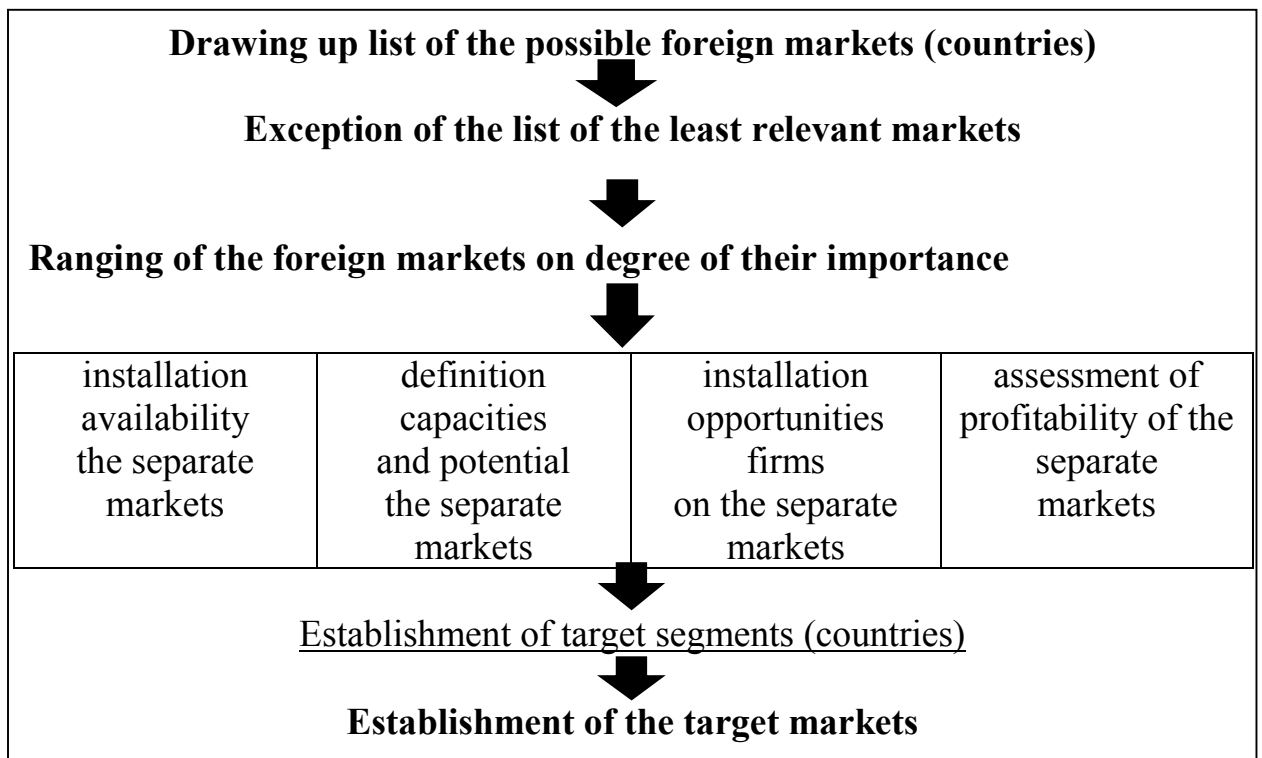 Drawing up list of the possible foreign markets (countries)
Exception of the list of the least relevant markets
Ranging of the foreign markets on degree of their importance
installation
availability
the separate
markets
definition
capacities
and potential
the separate
markets
installation
opportunities
firms
on the separate
markets
assessment of
profitability of the
separate
markets
Establishment of target segments (countries)
Establishment of the target markets